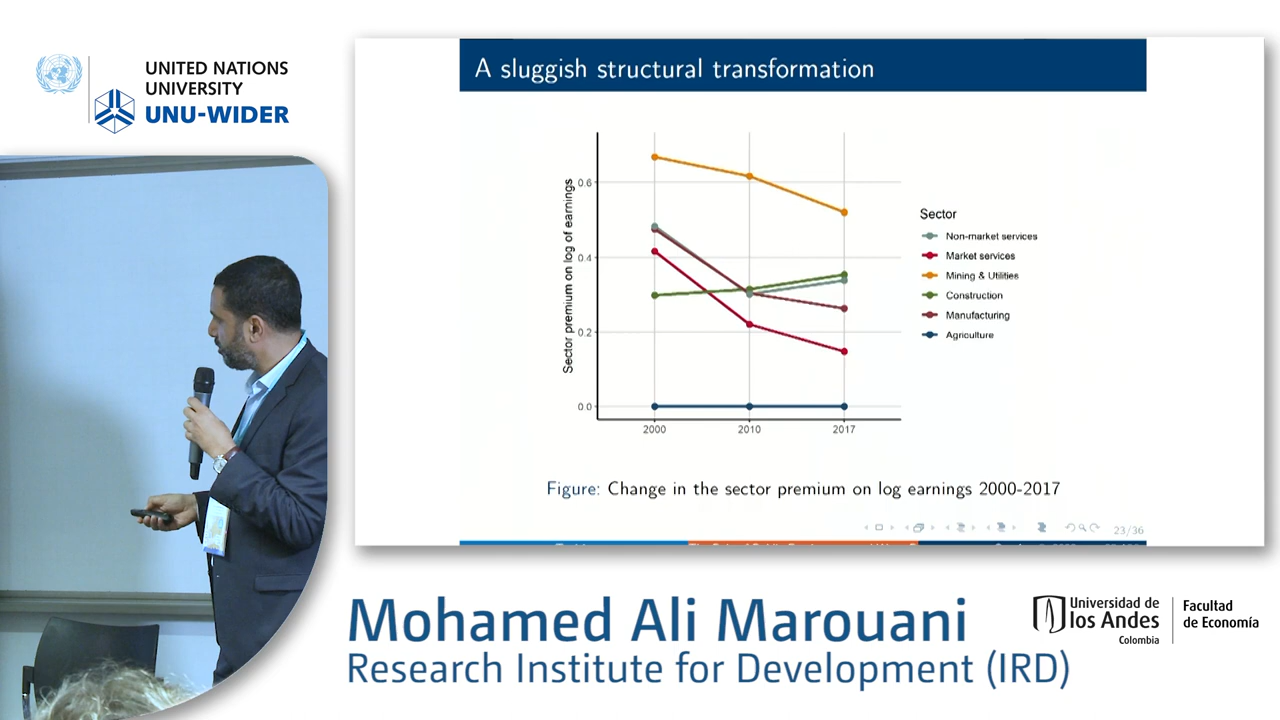 UNITED NATIONS
UNIVERSITY
UNU-WIDER
A sluggish structural transformation
Sector premium on log of earnings
0.6
0.4
0.2
0.0
2000
2010
2017
Sector
Non-market services
Market services
Mining & Utilities
Construction
Manufacturing
Agriculture
Figure: Change in the sector premium on log earnings 2000-2017
23/36
Mohamed Ali Marouani
Research Institute for Development (IRD)
Universidad de
los Andes
Colombia
Facultad
de Economía